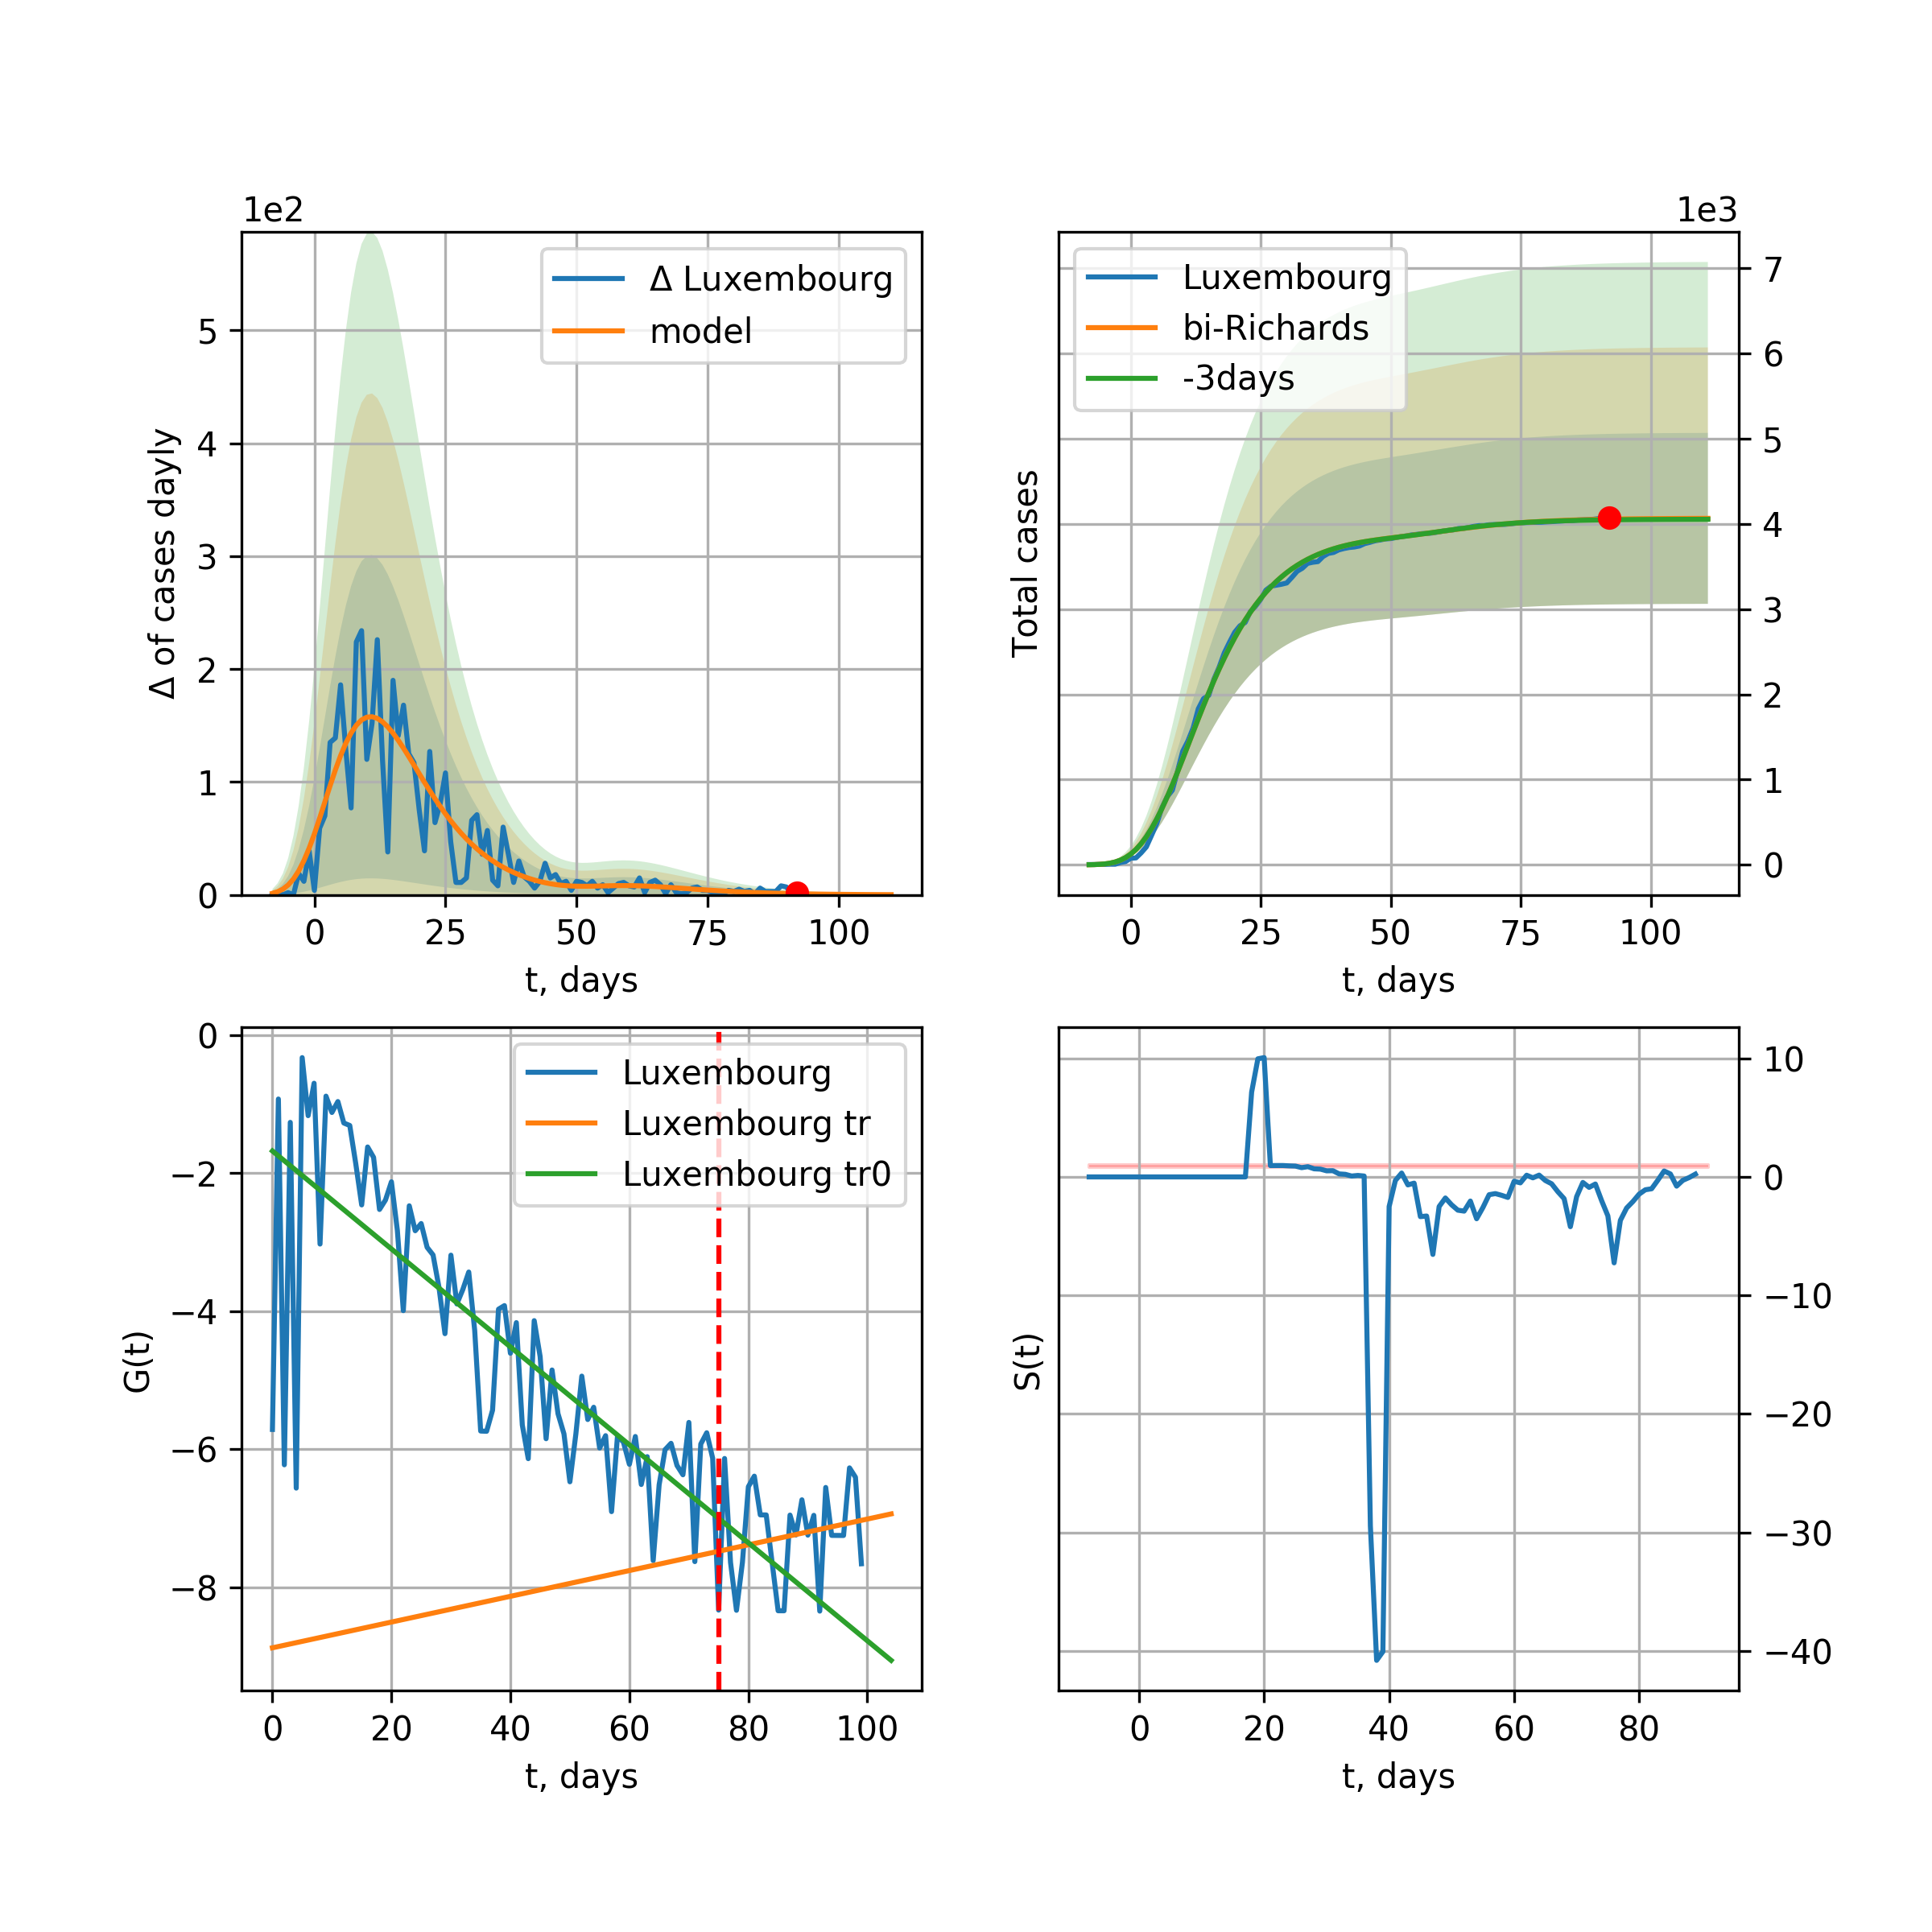 1e2
Δ Luxembourg
model
Δ of cases dayly
5
4
3
2
1
0
0 25 50 75 100
t, days
1e3
Luxembourg
bi-Richards
-3days
Total cases
7
6
5
4
3
2
1
0
0 25 50 75 100
t, days
Luxembourg
Luxembourg tr
Luxembourg tr0
G(t)
0
−2
−4
−6
−8
0 20 40 60 80 100
t, days
S(t)
10
0
−10
−20
−30
−40
0 20 40 60 80
t, days